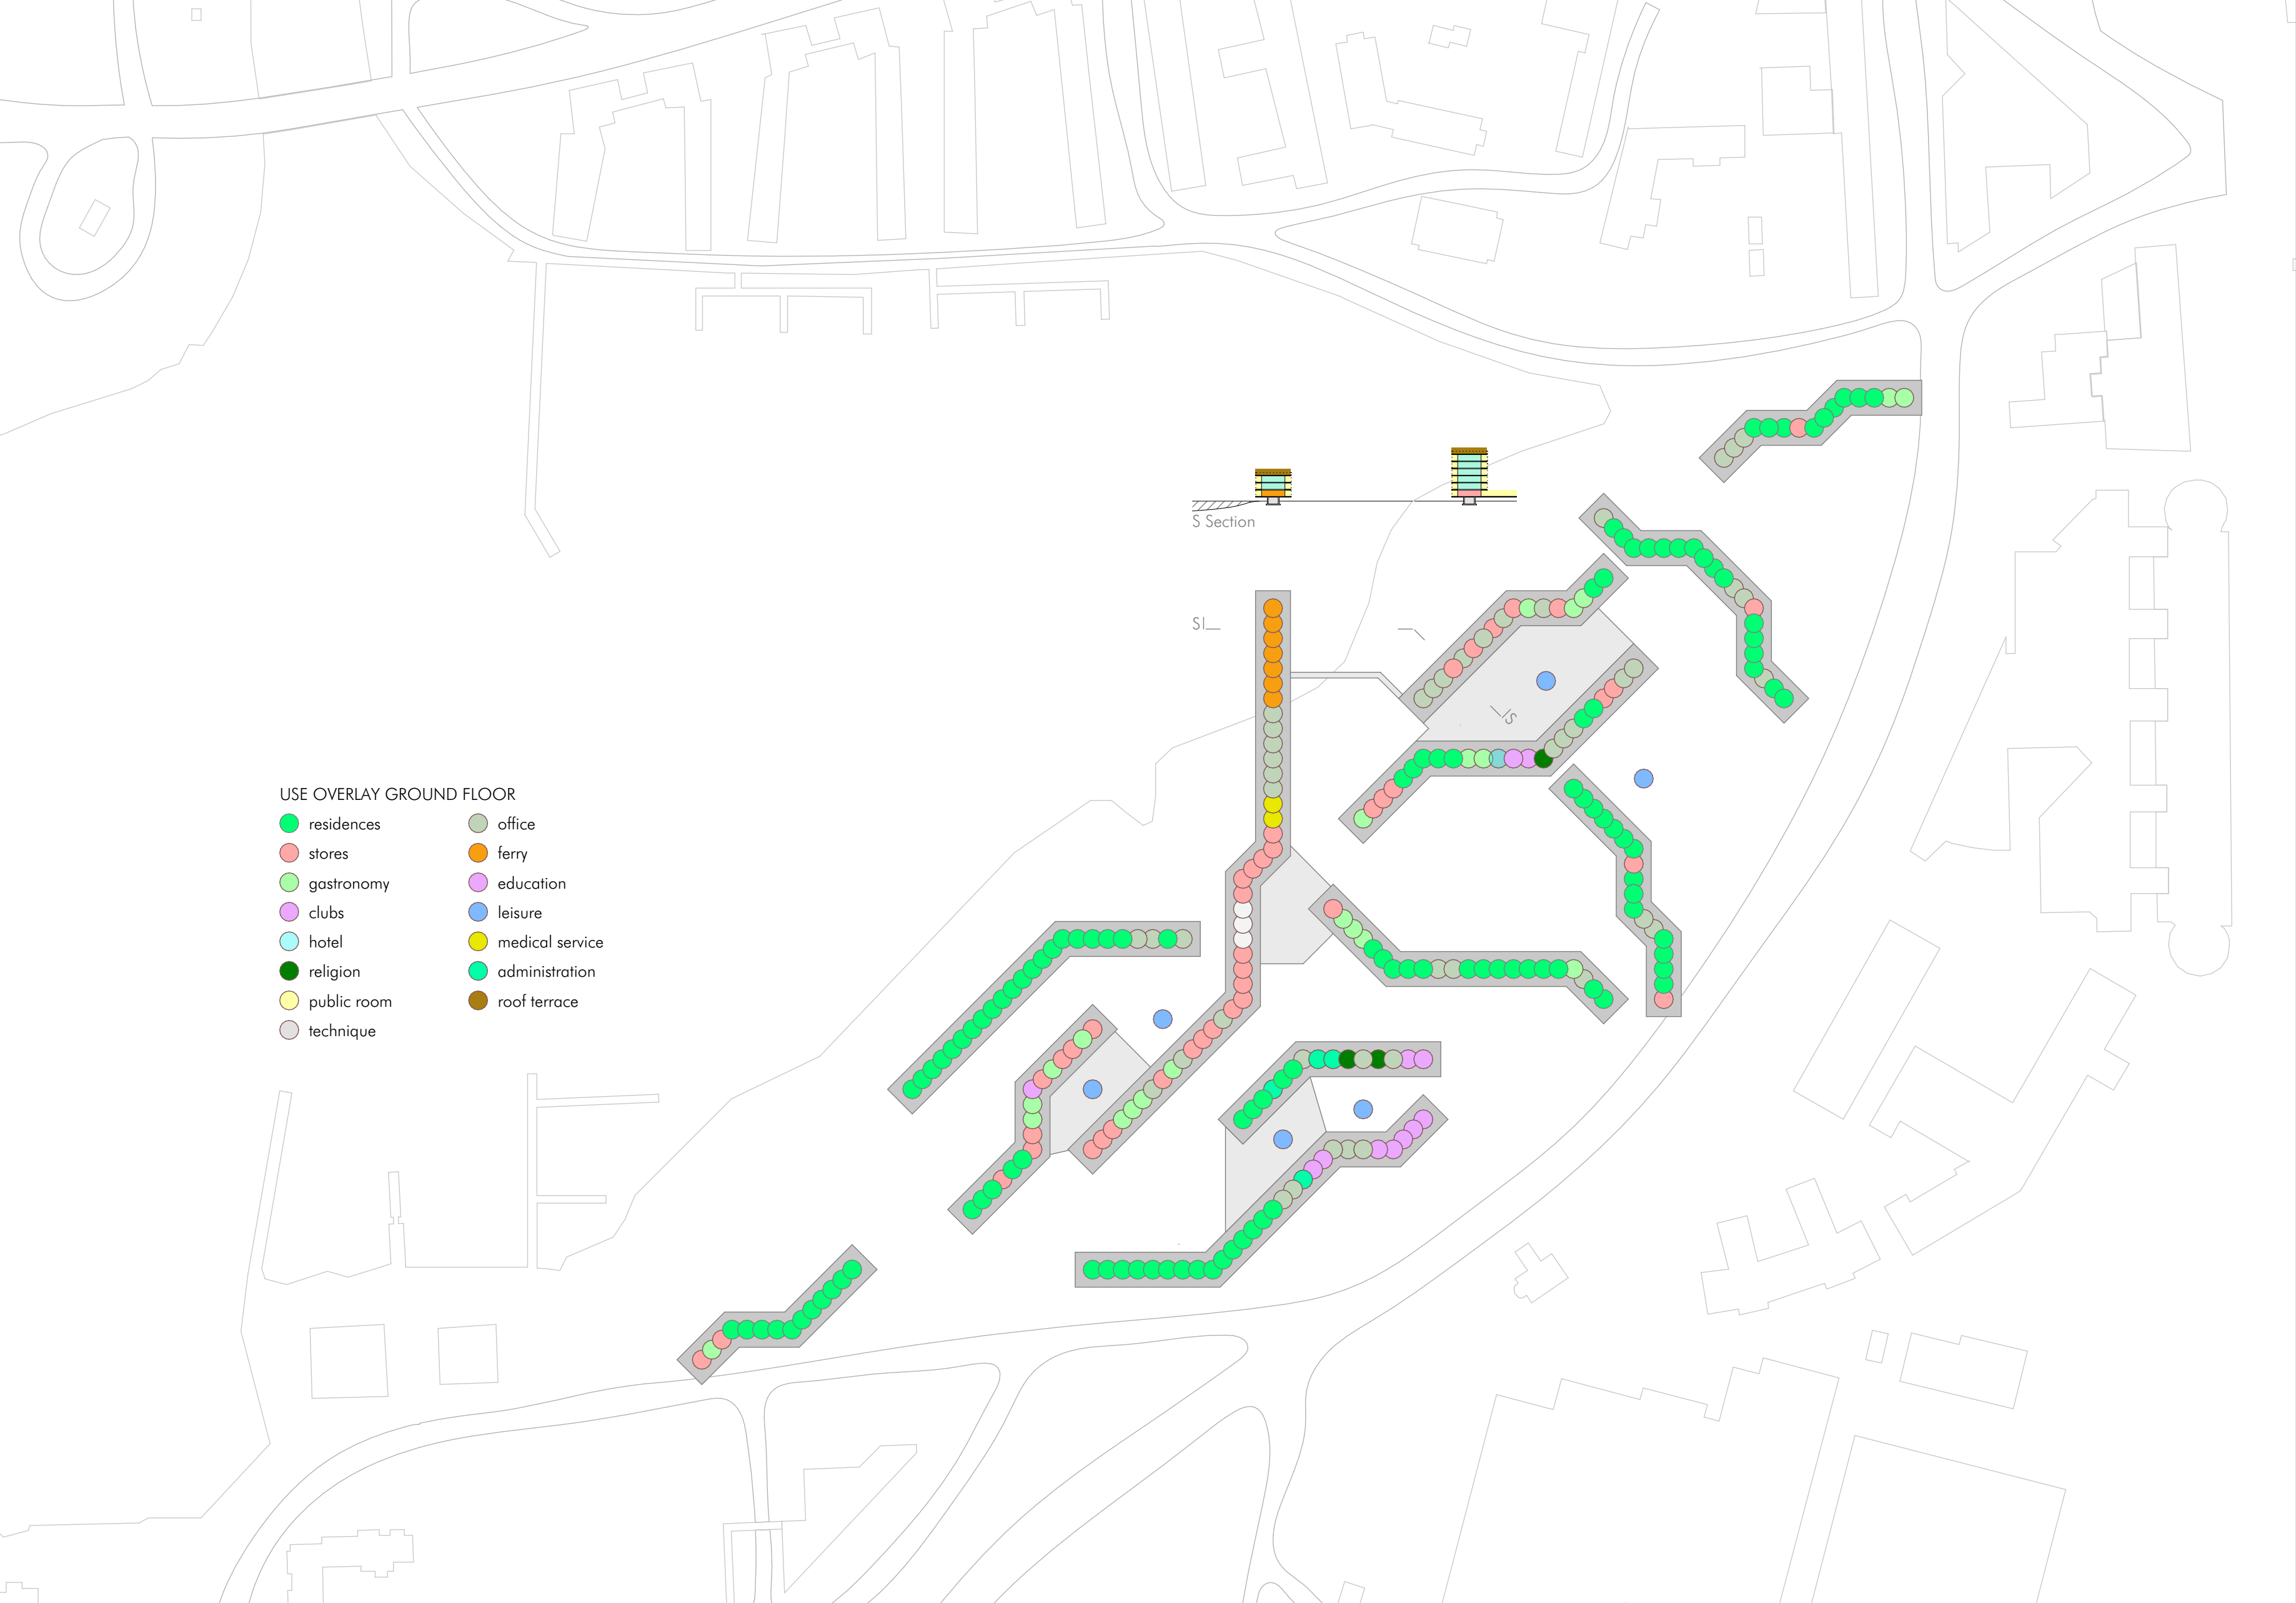 S Section
S
S
USE OVERLAY GROUND FLOOR
residences
office
stores
ferry
gastronomy
education
clubs
leisure
hotel
medical service
religion
administration
public room
roof terrace
technique